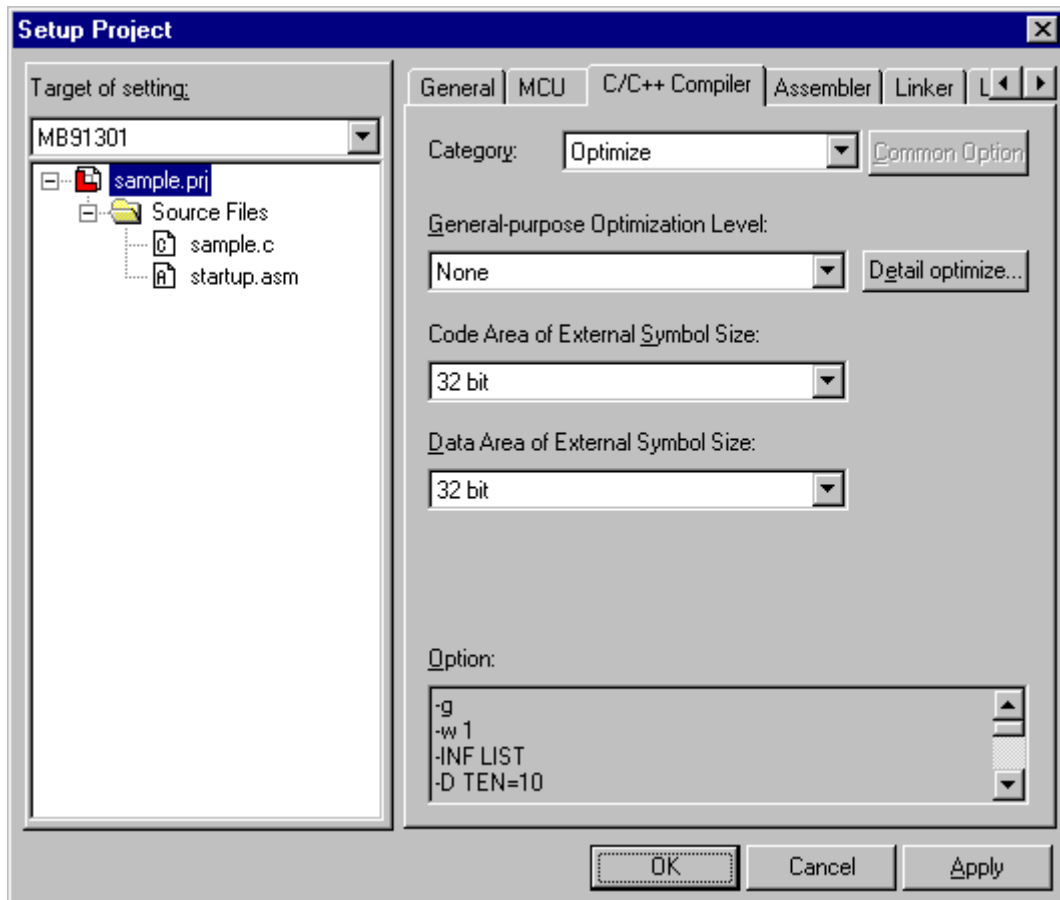 Setup Project
Target of setting:
MB91301
sample.prj
Source Files
sample.c
startup.asm
General MCU C/C++ Compiler Assembler Linker L
Category: Optimize Common Option
General-purpose Optimization Level:
None Detail optimize...
Code Area of External Symbol Size:
32 bit
Data Area of External Symbol Size:
32 bit
Option:
-g
-w 1
-INF LIST
-D TEN=10
OK Cancel Apply